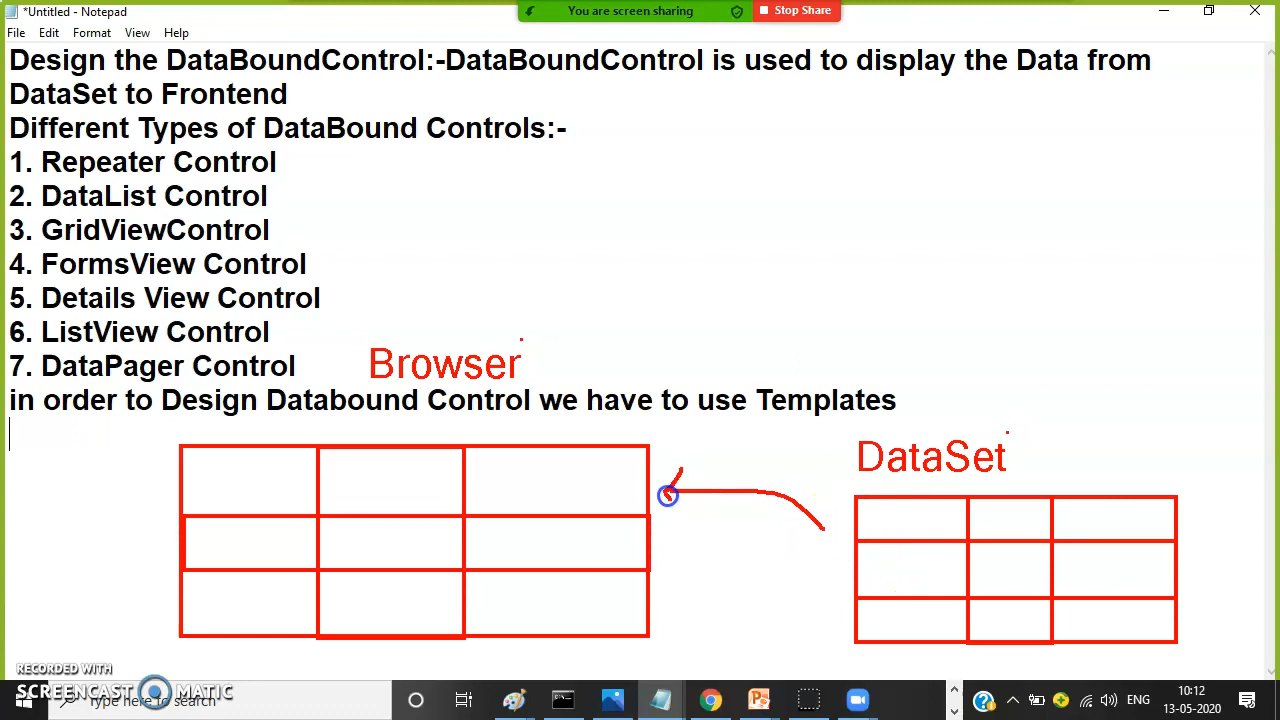 *Untitled - Notepad
You are screen sharing
Stop Share
File Edit Format View Help
Design the DataBoundControl:-DataBoundControl is used to display the Data from
DataSet to Frontend
Different Types of DataBound Controls:-
1. Repeater Control
2. DataList Control
3. GridViewControl
4. FormsView Control
5. Details View Control
6. ListView Control
7. DataPager Control
Browser
in order to Design Databound Control we have to use Templates
DataSet
RECORDED WITH
SCREENCAST MATIC
Type here to search
ENG
10:12
13-05-2020